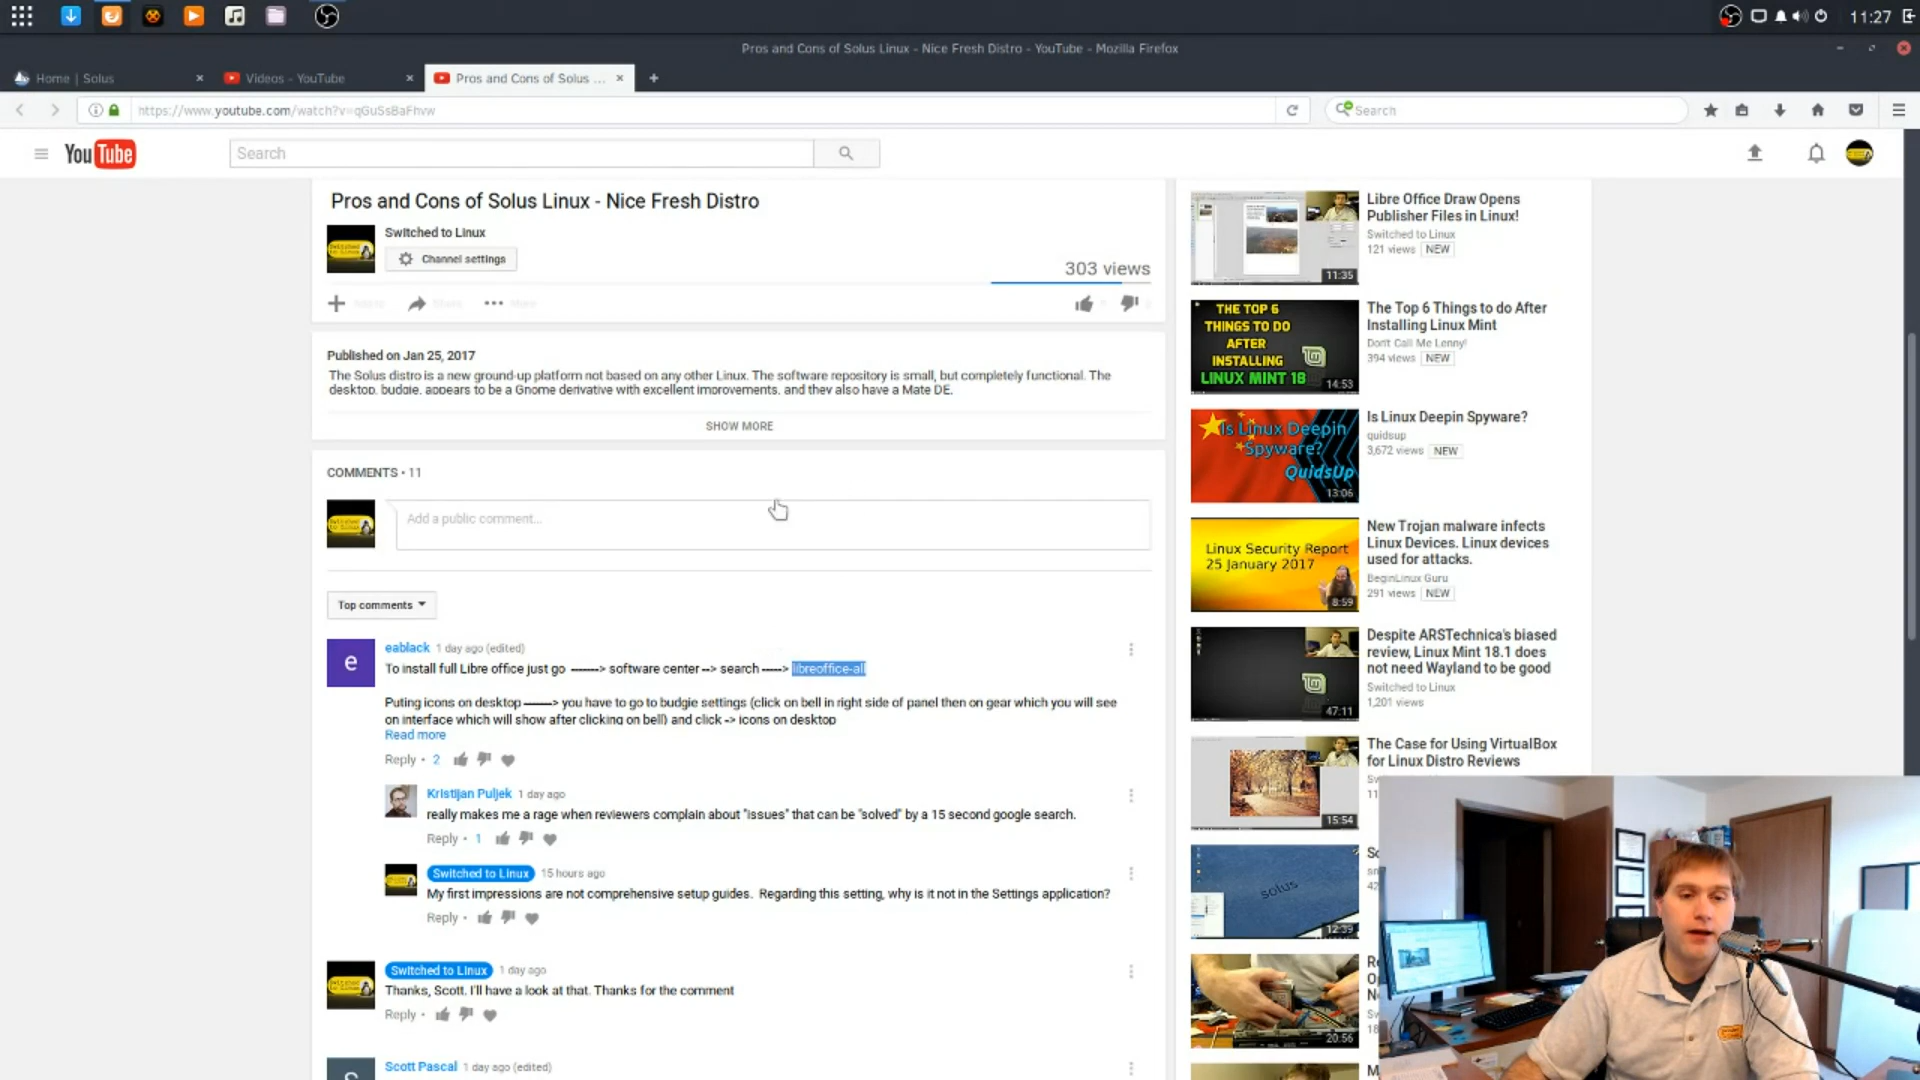 11:27
Pros and Cons of Solus Linux - Nice Fresh Distro - YouTube - Mozilla Firefox
Home | Solus
Videos - YouTube
Pros and Cons of Solus ...
https://www.youtube.com/watch?v=qGuSsBaFhvw
Search
YouTube
Search
Pros and Cons of Solus Linux - Nice Fresh Distro
Switched to Linux
Channel settings
303 views
Add to
Share
More
Published on Jan 25, 2017
The Solus distro is a new ground-up platform not based on any other Linux. The software repository is small, but completely functional. The
desktop, budgie, appears to be a Gnome derivative with excellent improvements, and they also have a Mate DE.
SHOW MORE
COMMENTS • 11
Add a public comment...
Top comments
e
eablack 1 day ago (edited)
To install full Libre office just go -------> software center --> search -----> libreoffice-all
Puting icons on desktop -------> you have to go to budgie settings (click on bell in right side of panel then on gear which you will see
on interface which will show after clicking on bell) and click -> icons on desktop
Read more
Reply • 2
Kristijan Puljek 1 day ago
really makes me a rage when reviewers complain about "issues" that can be "solved" by a 15 second google search.
Reply • 1
Switched to Linux 15 hours ago
My first impressions are not comprehensive setup guides. Regarding this setting, why is it not in the Settings application?
Reply •
Switched to Linux 1 day ago
Thanks, Scott. I'll have a look at that. Thanks for the comment
Reply •
Scott Pascal 1 day ago (edited)
Libre Office Draw Opens
Publisher Files in Linux!
Switched to Linux
121 views NEW
11:35
THE TOP 6
THINGS TO DO
AFTER
INSTALLING
LINUX MINT 18
14:53
The Top 6 Things to do After
Installing Linux Mint
Don't Call Me Lenny!
394 views NEW
Is Linux Deepin
Spyware?
QuidsUp
13:06
Is Linux Deepin Spyware?
quidsup
3,672 views NEW
Linux Security Report
25 January 2017
8:59
New Trojan malware infects
Linux Devices. Linux devices
used for attacks.
BeginLinux Guru
291 views NEW
Despite ARSTechnica's biased
review, Linux Mint 18.1 does
not need Wayland to be good
Switched to Linux
1,201 views
47:11
The Case for Using VirtualBox
for Linux Distro Reviews
15:54
solus
12:39
20:56